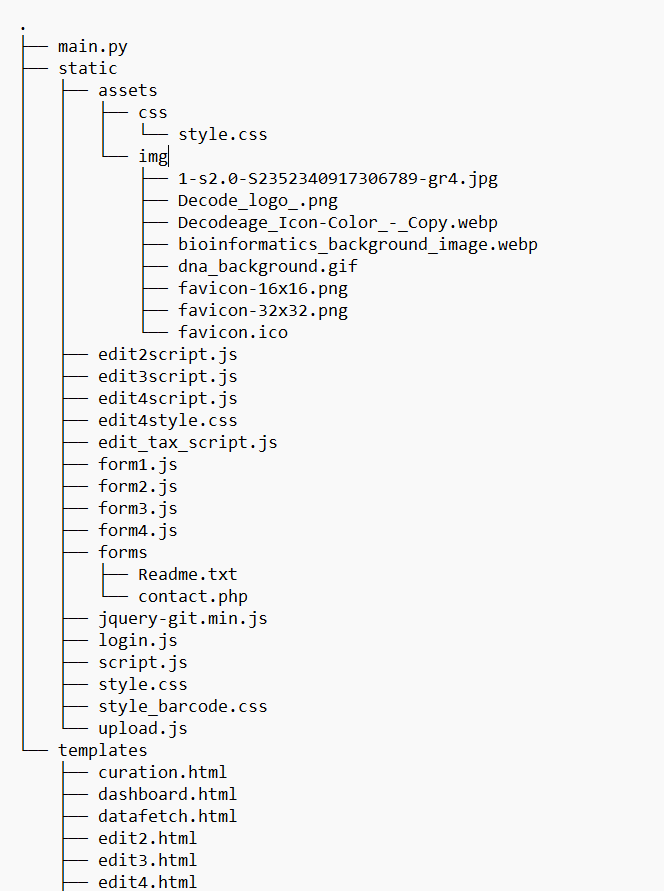 .
├── main.py
├── static
│   ├── assets
│   │   ├── css
│   │   │   └── style.css
│   │   └── img
│   │       ├── 1-s2.0-S2352340917306789-gr4.jpg
│   │       ├── Decode_logo_.png
│   │       ├── Decodeage_Icon-Color_-_Copy.webp
│   │       ├── bioinformatics_background_image.webp
│   │       ├── dna_background.gif
│   │       ├── favicon-16x16.png
│   │       ├── favicon-32x32.png
│   │       └── favicon.ico
│   ├── edit2script.js
│   ├── edit3script.js
│   ├── edit4script.js
│   ├── edit4style.css
│   ├── edit_tax_script.js
│   ├── form1.js
│   ├── form2.js
│   ├── form3.js
│   ├── form4.js
│   ├── forms
│   │   ├── Readme.txt
│   │   └── contact.php
│   ├── jquery-git.min.js
│   ├── login.js
│   ├── script.js
│   ├── style.css
│   ├── style_barcode.css
│   └── upload.js
└── templates
    ├── curation.html
    ├── dashboard.html
    ├── datafetch.html
    ├── edit2.html
    ├── edit3.html
    ├── edit4.html